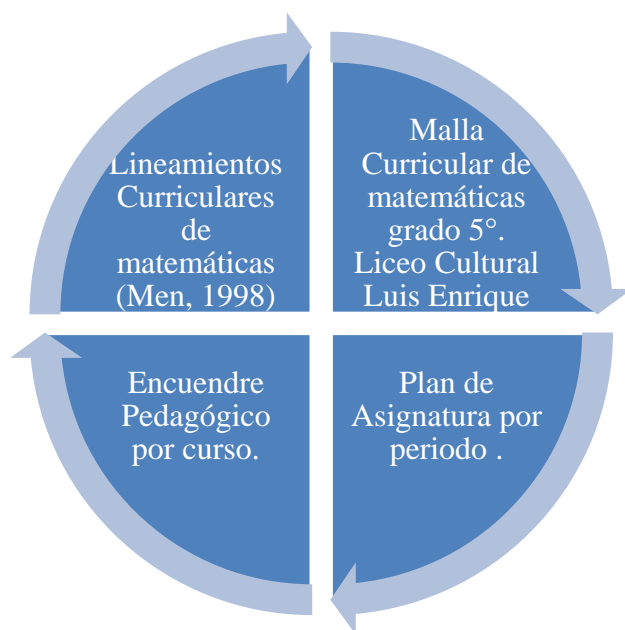 Lineamientos
Curriculares
de
matemáticas
(Men, 1998)
Malla
Curricular de
matemáticas
grado 5°.
Liceo Cultural
Luis Enrique
Encuendre
Pedagógico
por curso.
Plan de
Asignatura por
periodo .